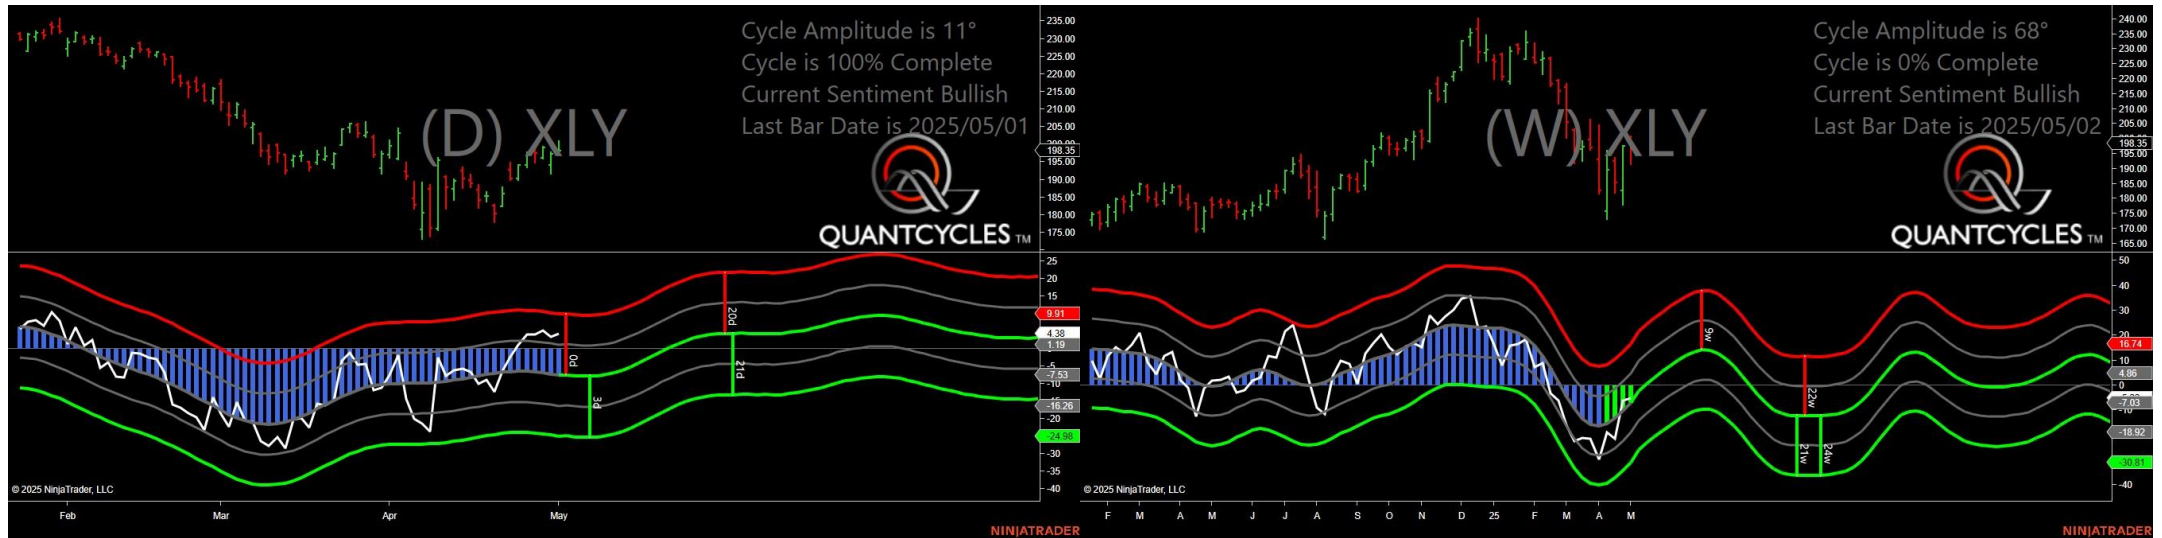 Cycle Amplitude is 11°
Cycle is 100% Complete
Current Sentiment Bullish
Last Bar Date is 2025/05/01
(D) XLY
QUANTCYCLES TM
235.00
230.00
225.00
220.00
215.00
210.00
205.00
198.35
195.00
190.00
185.00
180.00
175.00
25
20
15
9.91
4.38
1.19
-5
-7.53
-10
-16.26
-20
-24.98
-30
-35
-40
0d
3d
20d
21d
© 2025 NinjaTrader, LLC
Feb Mar Apr May
NINJATRADER
Cycle Amplitude is 68°
Cycle is 0% Complete
Current Sentiment Bullish
Last Bar Date is 2025/05/02
(W) XLY
QUANTCYCLES TM
240.00
235.00
230.00
225.00
220.00
215.00
210.00
205.00
198.35
195.00
190.00
185.00
180.00
175.00
170.00
165.00
50
40
30
20
16.74
10
4.86
0
-7.03
-18.92
-30.81
-40
9w
22w
21w
24w
© 2025 NinjaTrader, LLC
F M A M J J A S O N D 25 F M A M
NINJATRADER